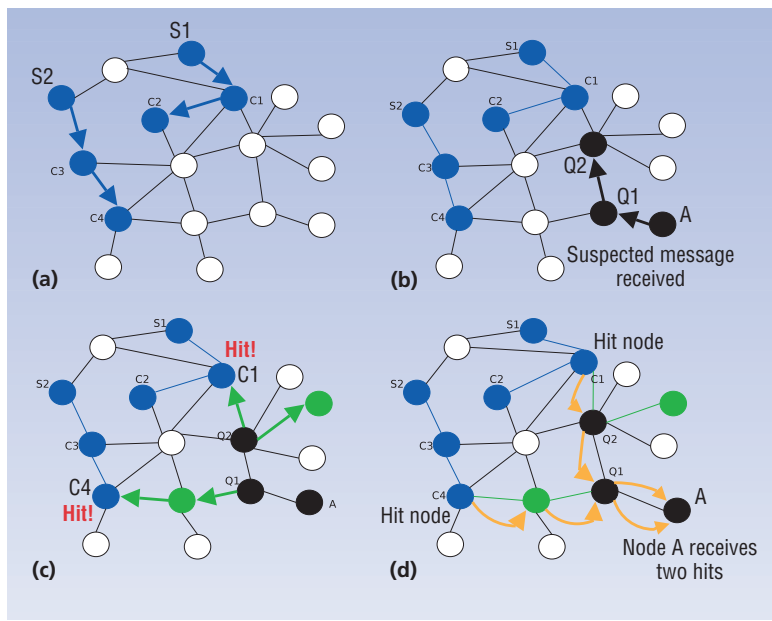 S1
S2
C2
C1
C3
C4
(a)
S1
C1
S2
C2
C3
Q2
Q1
C4
A
Suspected message
received
(b)
S1
Hit!
C1
S2
C2
Q2
C3
Q1
C4
Hit!
A
(c)
S1
Hit node
C1
S2
C2
Q2
C3
Q1
C4
A
Hit node
Node A receives
two hits
(d)